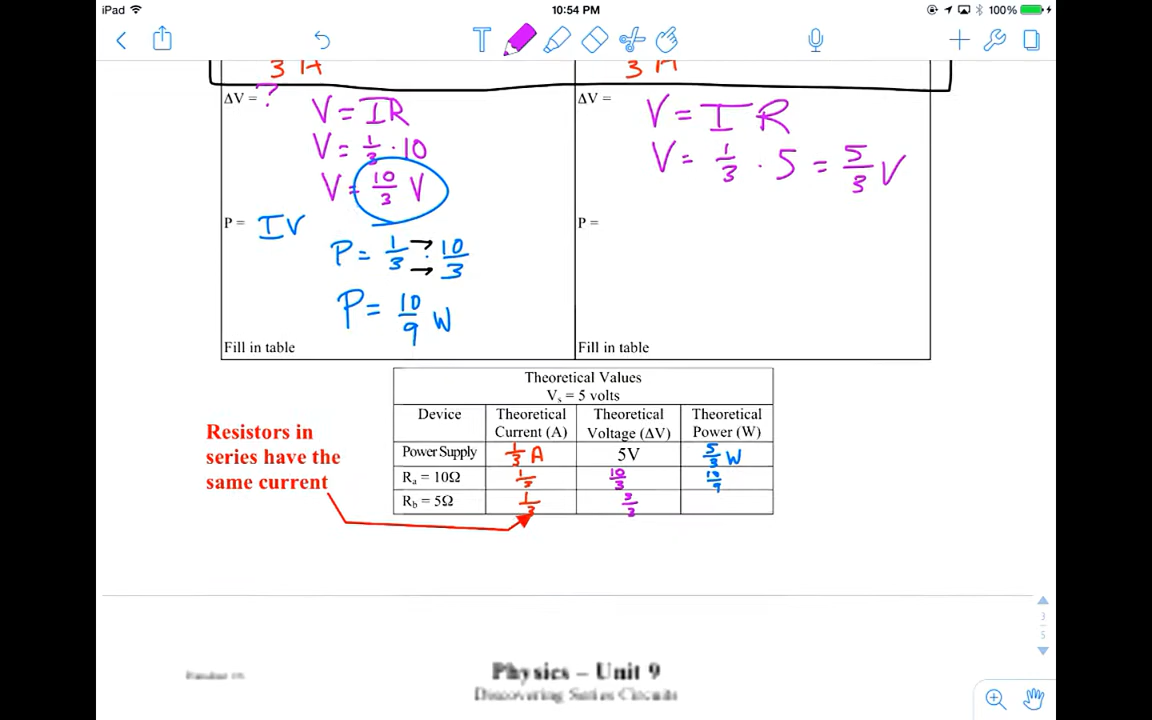 iPad 10:54 PM 100%
T
3 A 3 A
ΔV = ? ΔV =
V = IR V = IR
V = 1/3 · 10 V = 1/3 · 5 = 5/3 V
V = 10/3 V
P = IV P =
P = 1/3 · 10/3
P = 10/9 W
Fill in table Fill in table
Theoretical Values
Vs = 5 volts
Device Theoretical Current (A) Theoretical Voltage (ΔV) Theoretical Power (W)
Power Supply 1/3 A 5V 5/3 W
Ra = 10Ω 1/3 10/3 10/9
Rb = 5Ω 1/3
Resistors in
series have the
same current
3
5
Physics – Unit 9
Discovering Series Circuits